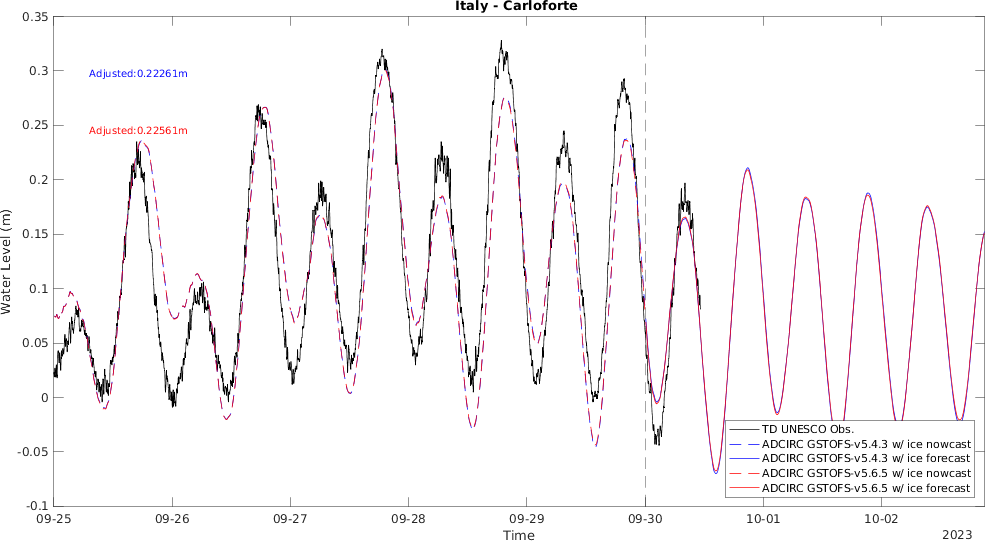 Italy - Carloforte
0.35
0.3
0.25
0.2
0.15
0.1
0.05
0
-0.05
-0.1
Water Level (m)
Adjusted:0.22261m
Adjusted:0.22561m
TD UNESCO Obs.
ADCIRC GSTOFS-v5.4.3 w/ ice nowcast
ADCIRC GSTOFS-v5.4.3 w/ ice forecast
ADCIRC GSTOFS-v5.6.5 w/ ice nowcast
ADCIRC GSTOFS-v5.6.5 w/ ice forecast
09-25 09-26 09-27 09-28 09-29 09-30 10-01 10-02
Time
2023